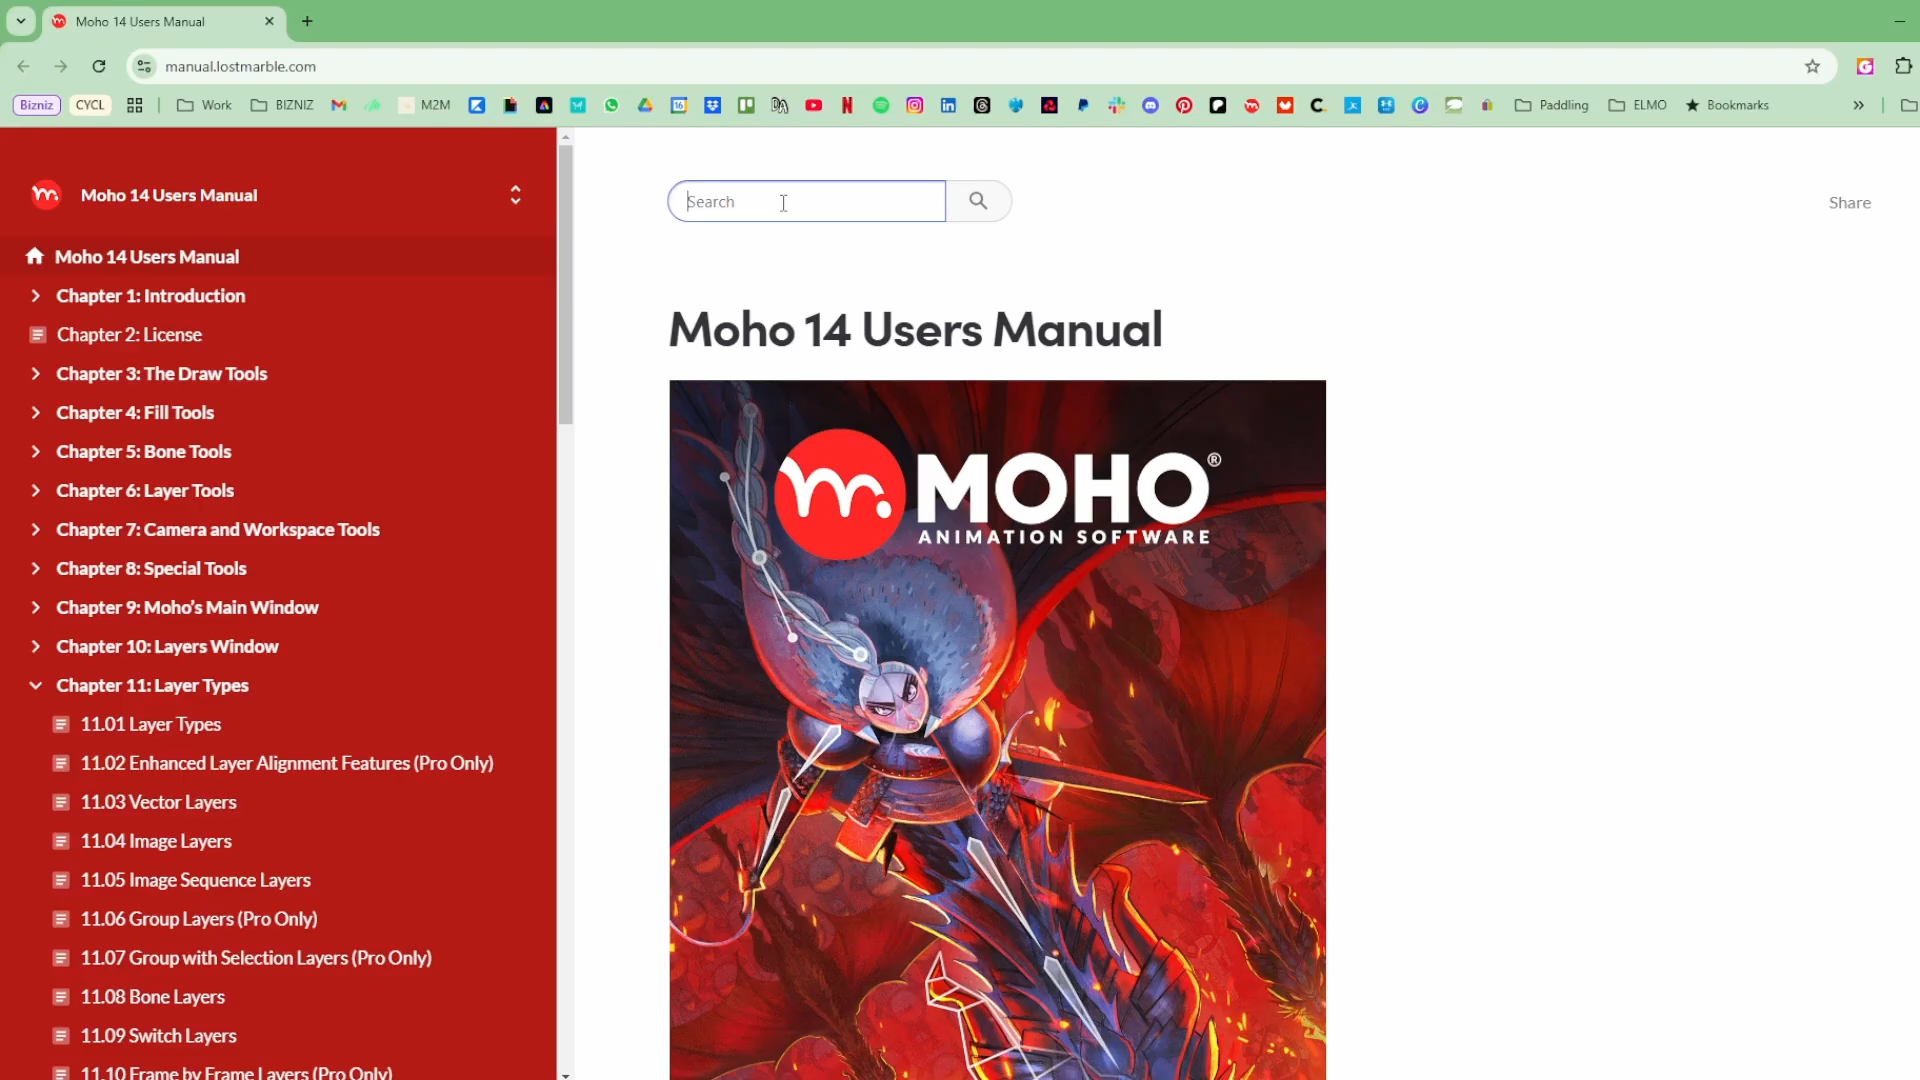 Moho 14 Users Manual
manual.lostmarble.com
Bizniz
CYCL
Work
BIZNIZ
M2M
Paddling
ELMO
Bookmarks
Moho 14 Users Manual
Moho 14 Users Manual
Chapter 1: Introduction
Chapter 2: License
Chapter 3: The Draw Tools
Chapter 4: Fill Tools
Chapter 5: Bone Tools
Chapter 6: Layer Tools
Chapter 7: Camera and Workspace Tools
Chapter 8: Special Tools
Chapter 9: Moho's Main Window
Chapter 10: Layers Window
Chapter 11: Layer Types
11.01 Layer Types
11.02 Enhanced Layer Alignment Features (Pro Only)
11.03 Vector Layers
11.04 Image Layers
11.05 Image Sequence Layers
11.06 Group Layers (Pro Only)
11.07 Group with Selection Layers (Pro Only)
11.08 Bone Layers
11.09 Switch Layers
11.10 Frame by Frame Layers (Pro Only)
Search
Share
Moho 14 Users Manual
m.
MOHO®
ANIMATION SOFTWARE